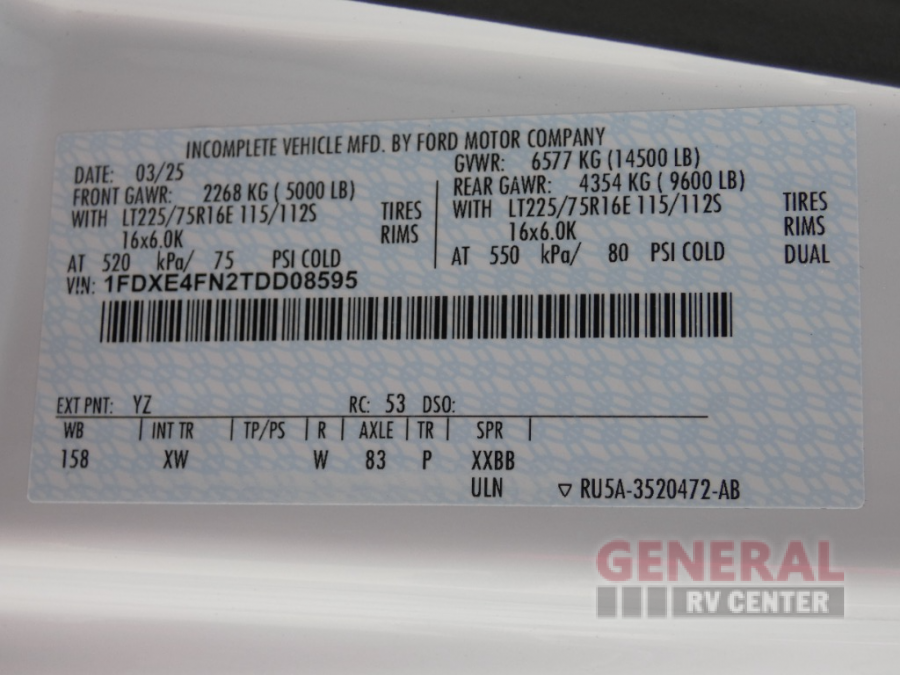 INCOMPLETE VEHICLE MFD. BY FORD MOTOR COMPANY
DATE: 03/25
GVWR: 6577 KG (14500 LB)
FRONT GAWR: 2268 KG ( 5000 LB)
REAR GAWR: 4354 KG ( 9600 LB)
WITH LT225/75R16E 115/112S TIRES
WITH LT225/75R16E 115/112S TIRES
16x6.0K RIMS
16x6.0K RIMS
AT 520 kPa/ 75 PSI COLD
AT 550 kPa/ 80 PSI COLD DUAL
VIN: 1FDXE4FN2TDD08595
EXT PNT: YZ RC: 53 DSO:
WB | INT TR | TP/PS | R | AXLE | TR | SPR |
158 XW W 83 P XXBB
ULN ▽ RU5A-3520472-AB
GENERAL
RV CENTER